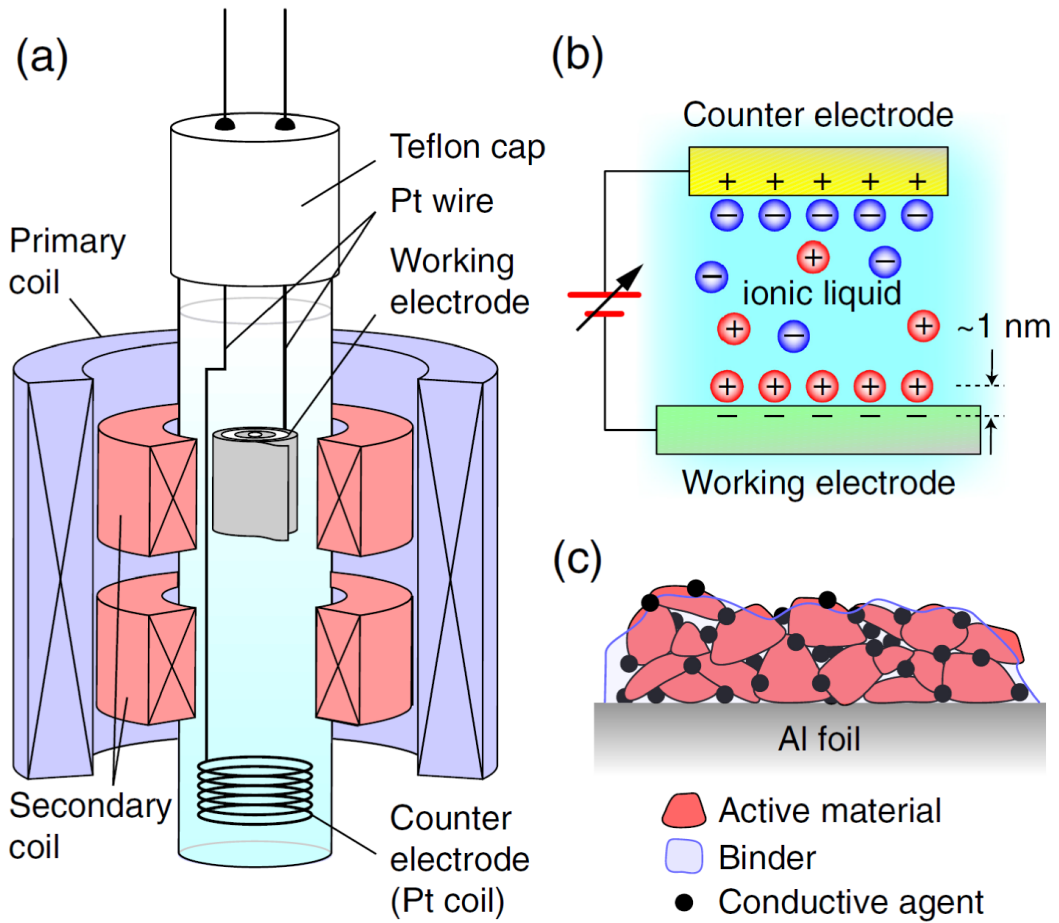 (a)
Teflon cap
Pt wire
Primary
coil
Working
electrode
Secondary
coil
Counter
electrode
(Pt coil)
(b)
Counter electrode
+ + + + +
− − − − −
+ −
−
ionic liquid
+ − +
~1 nm
+ + + + +
− − − − −
Working electrode
(c)
Al foil
Active material
Binder
Conductive agent